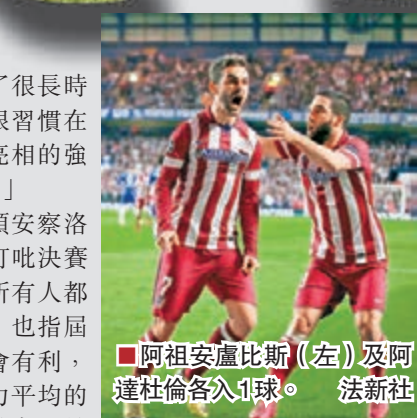 了很長時
很習慣在
亮相的強
」
安察洛
打吡決賽
所有人都
也指屆
會有利，
力平均的
■阿祖安盧比斯（左）及阿
達杜倫各入1球。 法新社